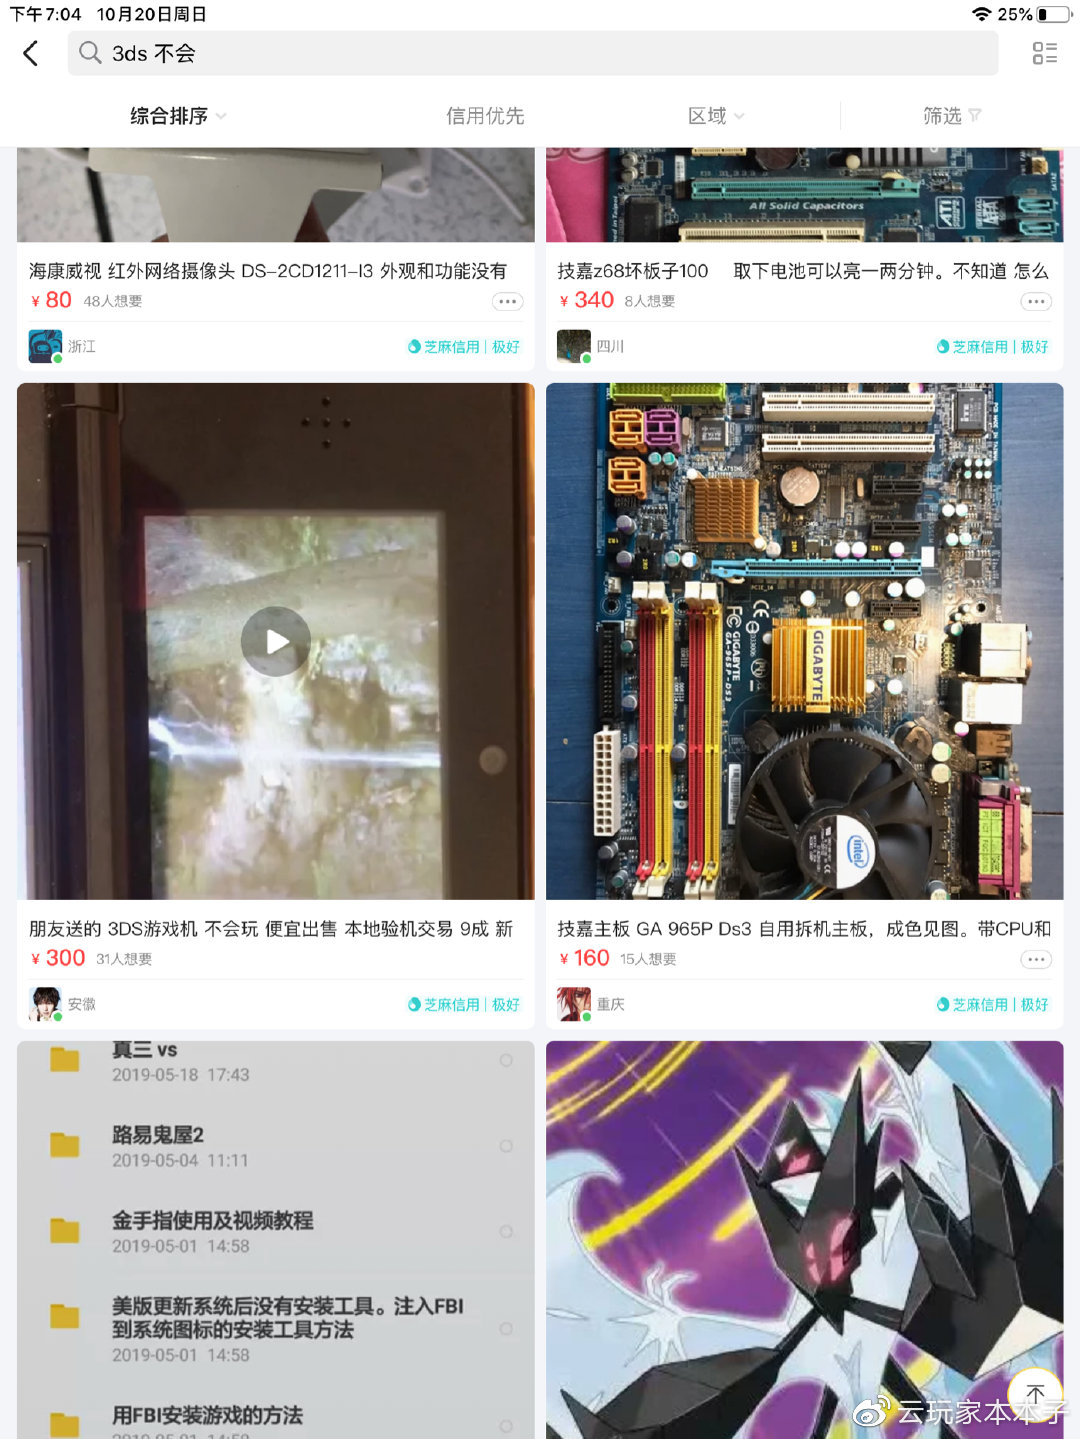 下午7:04 10月20日周日
25%
3ds 不会
综合排序
信用优先
区域
筛选
All Solid Capacitors
ATI
SATA2
海康威视 红外网络摄像头 DS-2CD1211-I3 外观和功能没有
¥ 80 48人想要
浙江
芝麻信用 | 极好
技嘉z68坏板子100 取下电池可以亮一两分钟。不知道 怎么
¥ 340 8人想要
四川
芝麻信用 | 极好
GIGABYTE
GA-965P-DS3
FC CE
GIGABYTE
intel
朋友送的 3DS游戏机 不会玩 便宜出售 本地验机交易 9成 新
¥ 300 31人想要
安徽
芝麻信用 | 极好
技嘉主板 GA 965P Ds3 自用拆机主板，成色见图。带CPU和
¥ 160 15人想要
重庆
芝麻信用 | 极好
真三 vs
2019-05-18 17:43
路易鬼屋2
2019-05-04 11:11
金手指使用及视频教程
2019-05-01 14:58
美版更新系统后没有安装工具。注入FBI
到系统图标的安装工具方法
2019-05-01 14:58
用FBI安装游戏的方法
2019-05-01 14:58
云玩家本本子